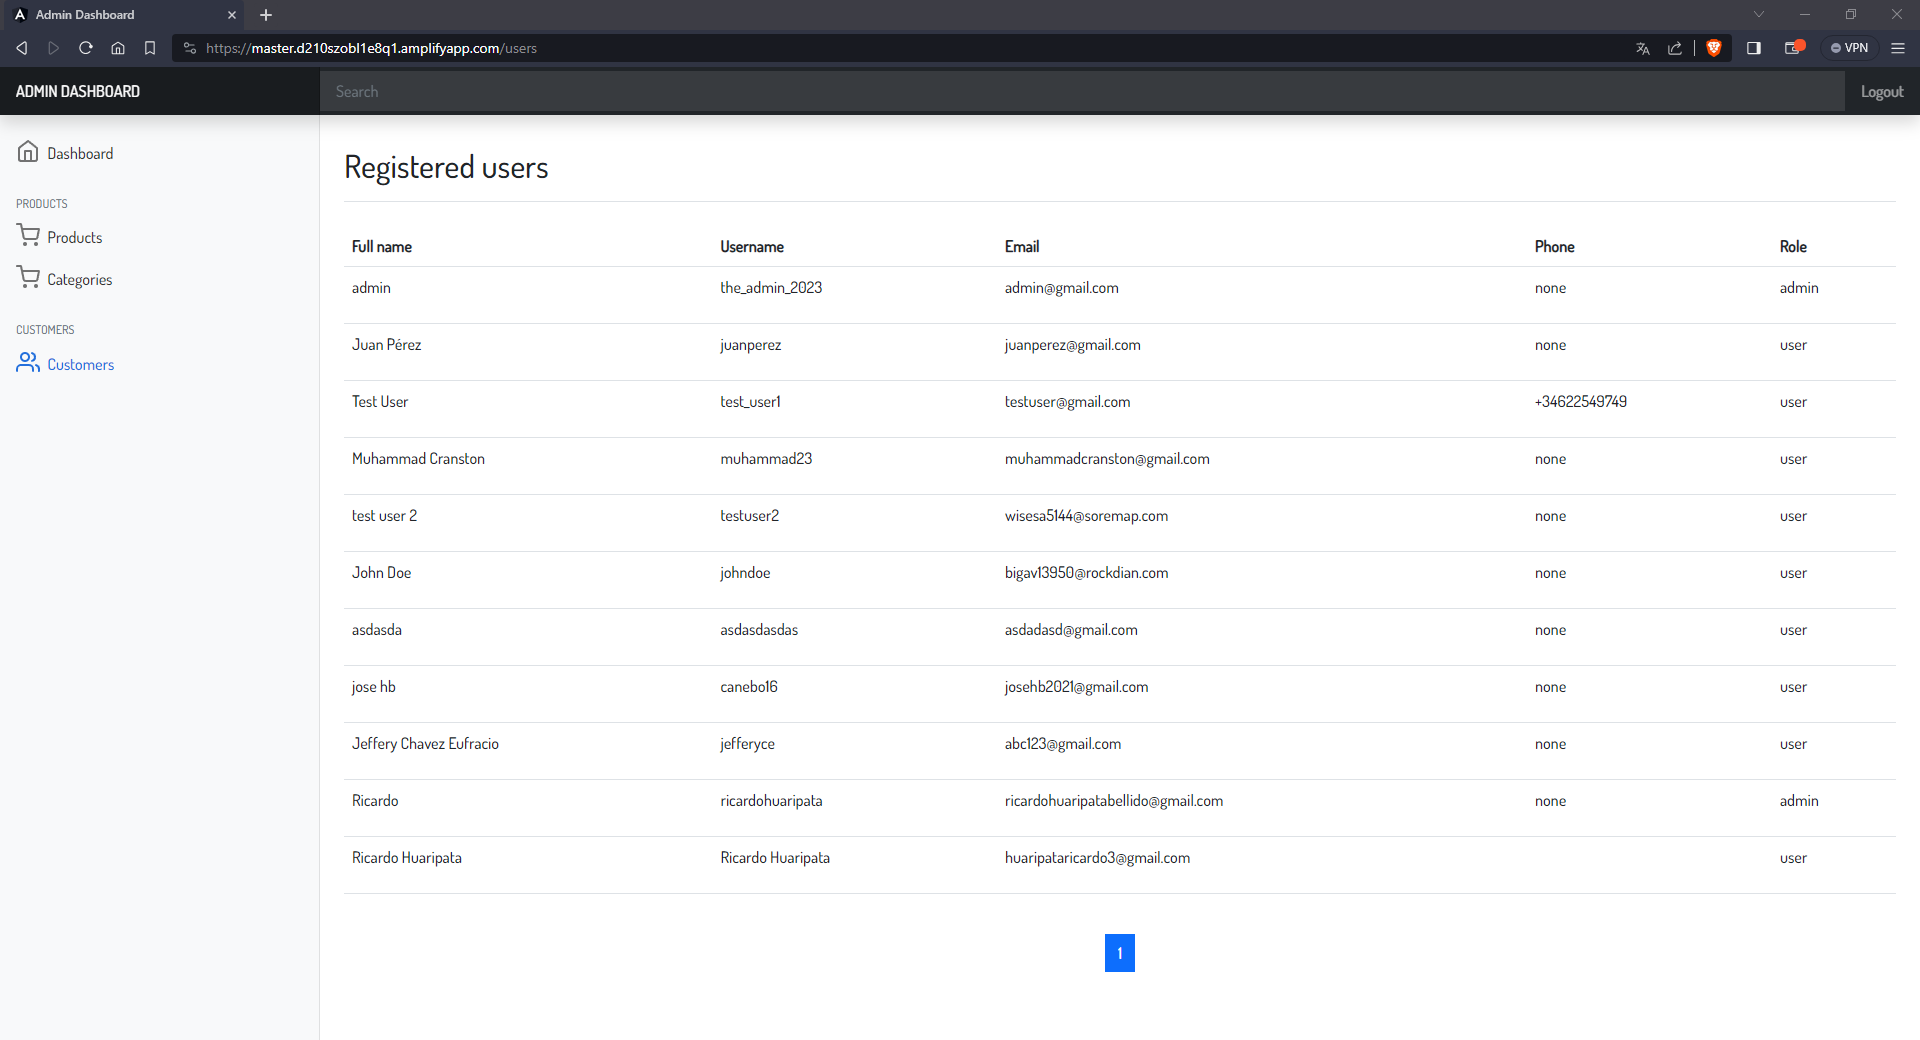 Admin Dashboard
https://master.d210szobl1e8q1.amplifyapp.com/users
VPN
ADMIN DASHBOARD
Search
Logout
Dashboard
PRODUCTS
Products
Categories
CUSTOMERS
Customers
Registered users
Full name Username Email Phone Role
admin the_admin_2023 admin@gmail.com none admin
Juan Pérez juanperez juanperez@gmail.com none user
Test User test_user1 testuser@gmail.com +34622549749 user
Muhammad Cranston muhammad23 muhammadcranston@gmail.com none user
test user 2 testuser2 wisesa5144@soremap.com none user
John Doe johndoe bigav13950@rockdian.com none user
asdasda asdasdasdas asdadasd@gmail.com none user
jose hb canebo16 josehb2021@gmail.com none user
Jeffery Chavez Eufracio jefferyce abc123@gmail.com none user
Ricardo ricardohuaripata ricardohuaripatabellido@gmail.com none admin
Ricardo Huaripata Ricardo Huaripata huaripataricardo3@gmail.com user
1